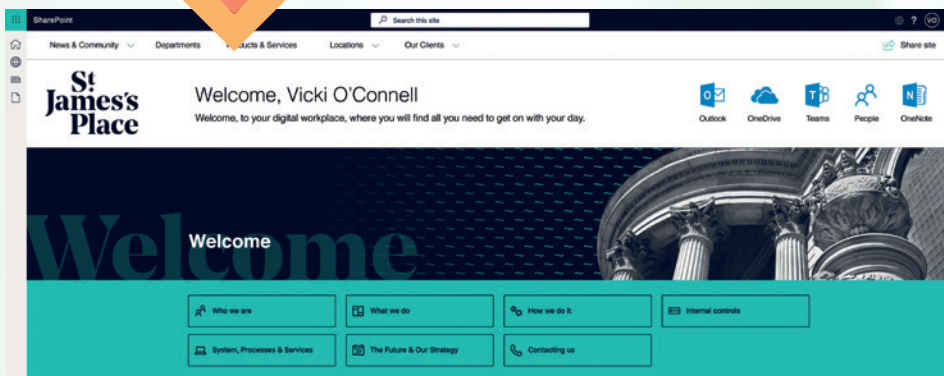 SharePoint
Search this site
? VO
News & Community
Departments
Products & Services
Locations
Our Clients
Share site
St
James's
Place
Welcome, Vicki O'Connell
Welcome, to your digital workplace, where you will find all you need to get on with your day.
Outlook
OneDrive
Teams
People
OneNote
Welcome
Welcome
Who we are
What we do
How we do it
Internal controls
System, Processes & Services
The Future & Our Strategy
Contacting us